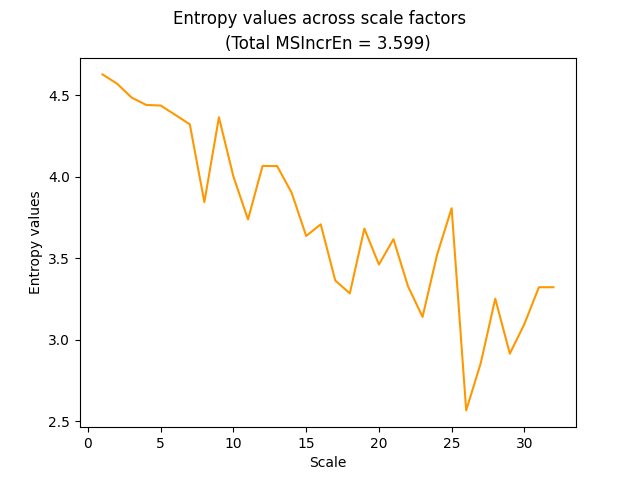 Entropy values across scale factors
(Total MSIncrEn = 3.599)
4.5
4.0
3.5
3.0
2.5
Entropy values
0 5 10 15 20 25 30
Scale